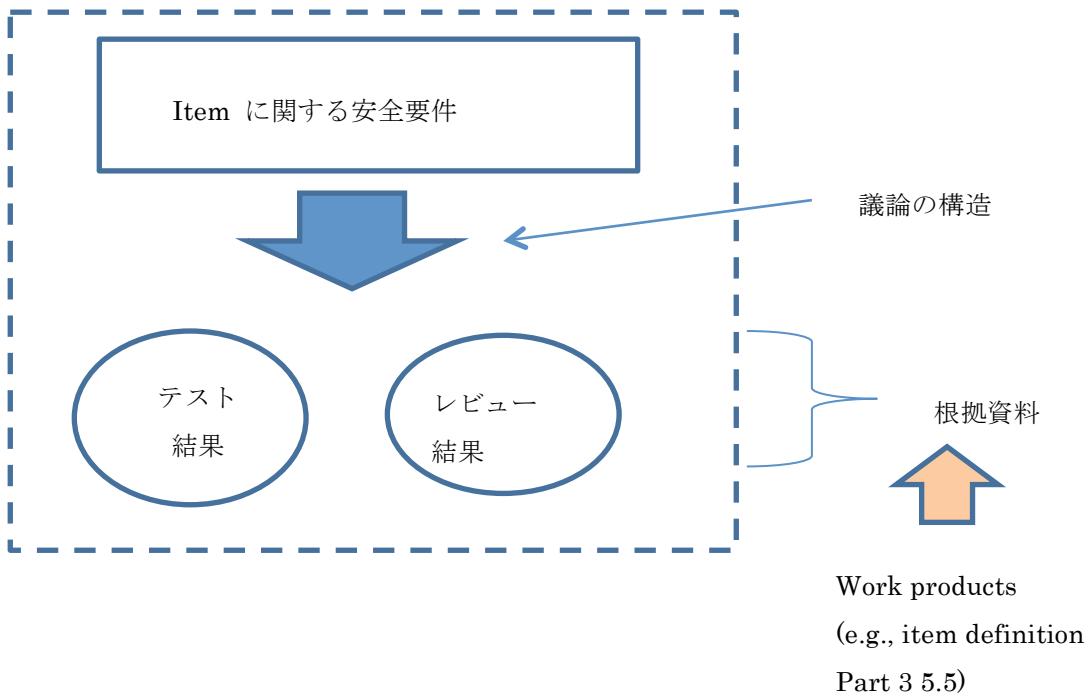 Item に関する安全要件
議論の構造
テスト
結果
レビュー
結果
根拠資料
Work products
(e.g., item definition
Part 3 5.5)